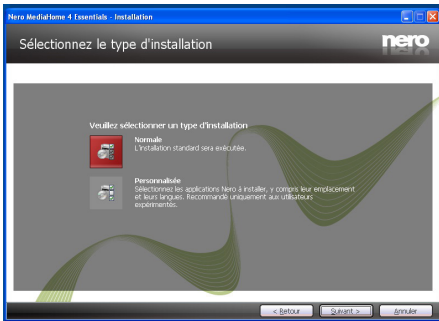 Nero MediaHome 4 Essentials - Installation
Sélectionnez le type d'installation
nero
Veuillez sélectionner un type d'installation
Normale
L'installation standard sera exécutée.
Personnalisée
Sélectionnez les applications Nero à installer, y compris leur emplacement
et leurs langues. Recommandé uniquement aux utilisateurs
expérimentés.
< Retour
Suivant >
Annuler